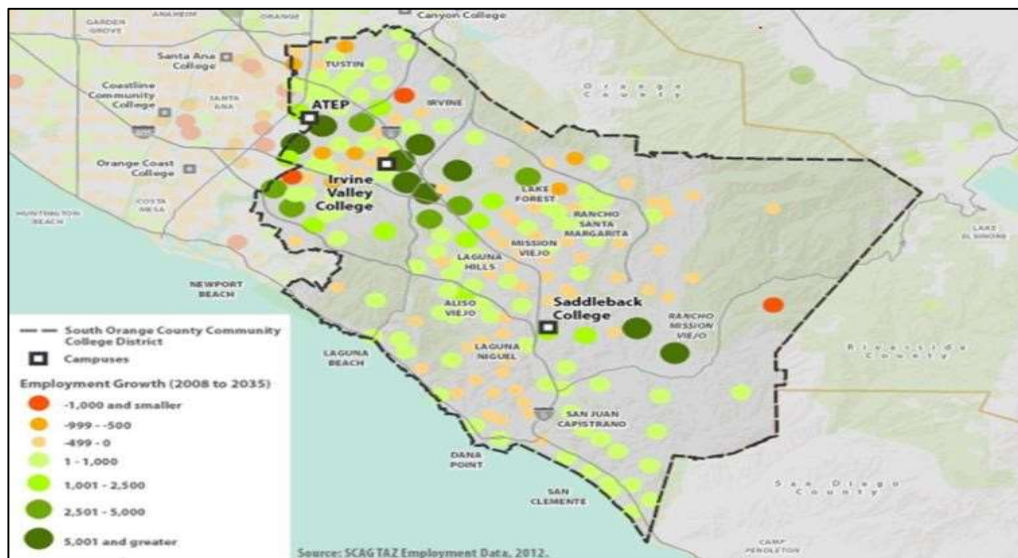 ANAHEIM
ORANGE
Canyon College
GARDEN
GROVE
Santa Ana
College
TUSTIN
Coastline
Community
College
SANTA
ANA
ATEP
IRVINE
Orange
County
Orange Coast
College
COSTA
MESA
Irvine
Valley
College
LAKE
FOREST
RANCHO
SANTA
MARGARITA
HUNTINGTON
BEACH
MISSION
VIEJO
LAKE
ELSINORE
LAGUNA
HILLS
NEWPORT
BEACH
ALISO
VIEJO
Saddleback
College
RANCHO
MISSION
VIEJO
South Orange County Community
College District
Campuses
LAGUNA
BEACH
LAGUNA
NIGUEL
Riverside
County
Employment Growth (2008 to 2035)
-1,000 and smaller
-999 - -500
-499 - 0
1 - 1,000
1,001 - 2,500
2,501 - 5,000
5,001 and greater
5
5
SAN JUAN
CAPISTRANO
DANA
POINT
SAN
CLEMENTE
San Diego
County
CAMP
PENDLETON
Source: SCAG TAZ Employment Data, 2012.